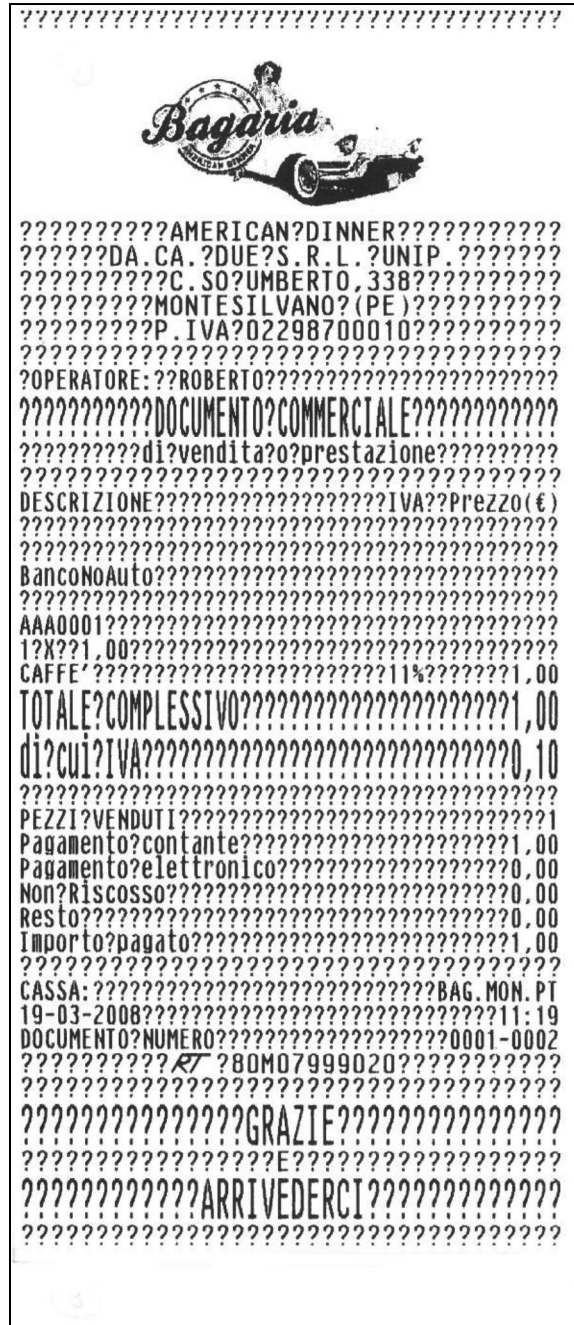 ????????????????????????????????????????????
Bagaria
AMERICAN DINNER
??????????AMERICAN?DINNER???????????
??????DA.CA.?DUE?S.R.L.?UNIP.???????
??????????C.SO?UMBERTO,338??????????
?????????MONTESILVANO?(PE)??????????
?????????P.IVA?02298700010??????????
????????????????????????????????????????????
?OPERATORE:??ROBERTO????????????????????????
???????????DOCUMENTO?COMMERCIALE????????????
??????????di?vendita?o?prestazione??????????
????????????????????????????????????????????
DESCRIZIONE???????????????????IVA??Prezzo(€)
????????????????????????????????????????????
????????????????????????????????????????????
BancoNoAuto?????????????????????????????????
????????????????????????????????????????????
AAA0001?????????????????????????????????????
1?X??1,00???????????????????????????????????
CAFFE'????????????????????????11%???????1,00
TOTALE?COMPLESSIVO??????????????????????1,00
di?cui?IVA??????????????????????????????0,10
????????????????????????????????????????????
PEZZI?VENDUTI??????????????????????????????1
Pagamento?contante??????????????????????1,00
Pagamento?elettronico???????????????????0,00
Non?Riscosso????????????????????????????0,00
Resto???????????????????????????????????0,00
Importo?pagato??????????????????????????1,00
????????????????????????????????????????????
CASSA:????????????????????????????BAG.MON.PT
19-03-2008?????????????????????????????11:19
DOCUMENTO?NUMERO???????????????????0001-0002
????????????RT ?80M07999020?????????????
????????????????????????????????????????????
???????????????GRAZIE???????????????
?????????????????????E??????????????????????
????????????ARRIVEDERCI?????????????
????????????????????????????????????????????